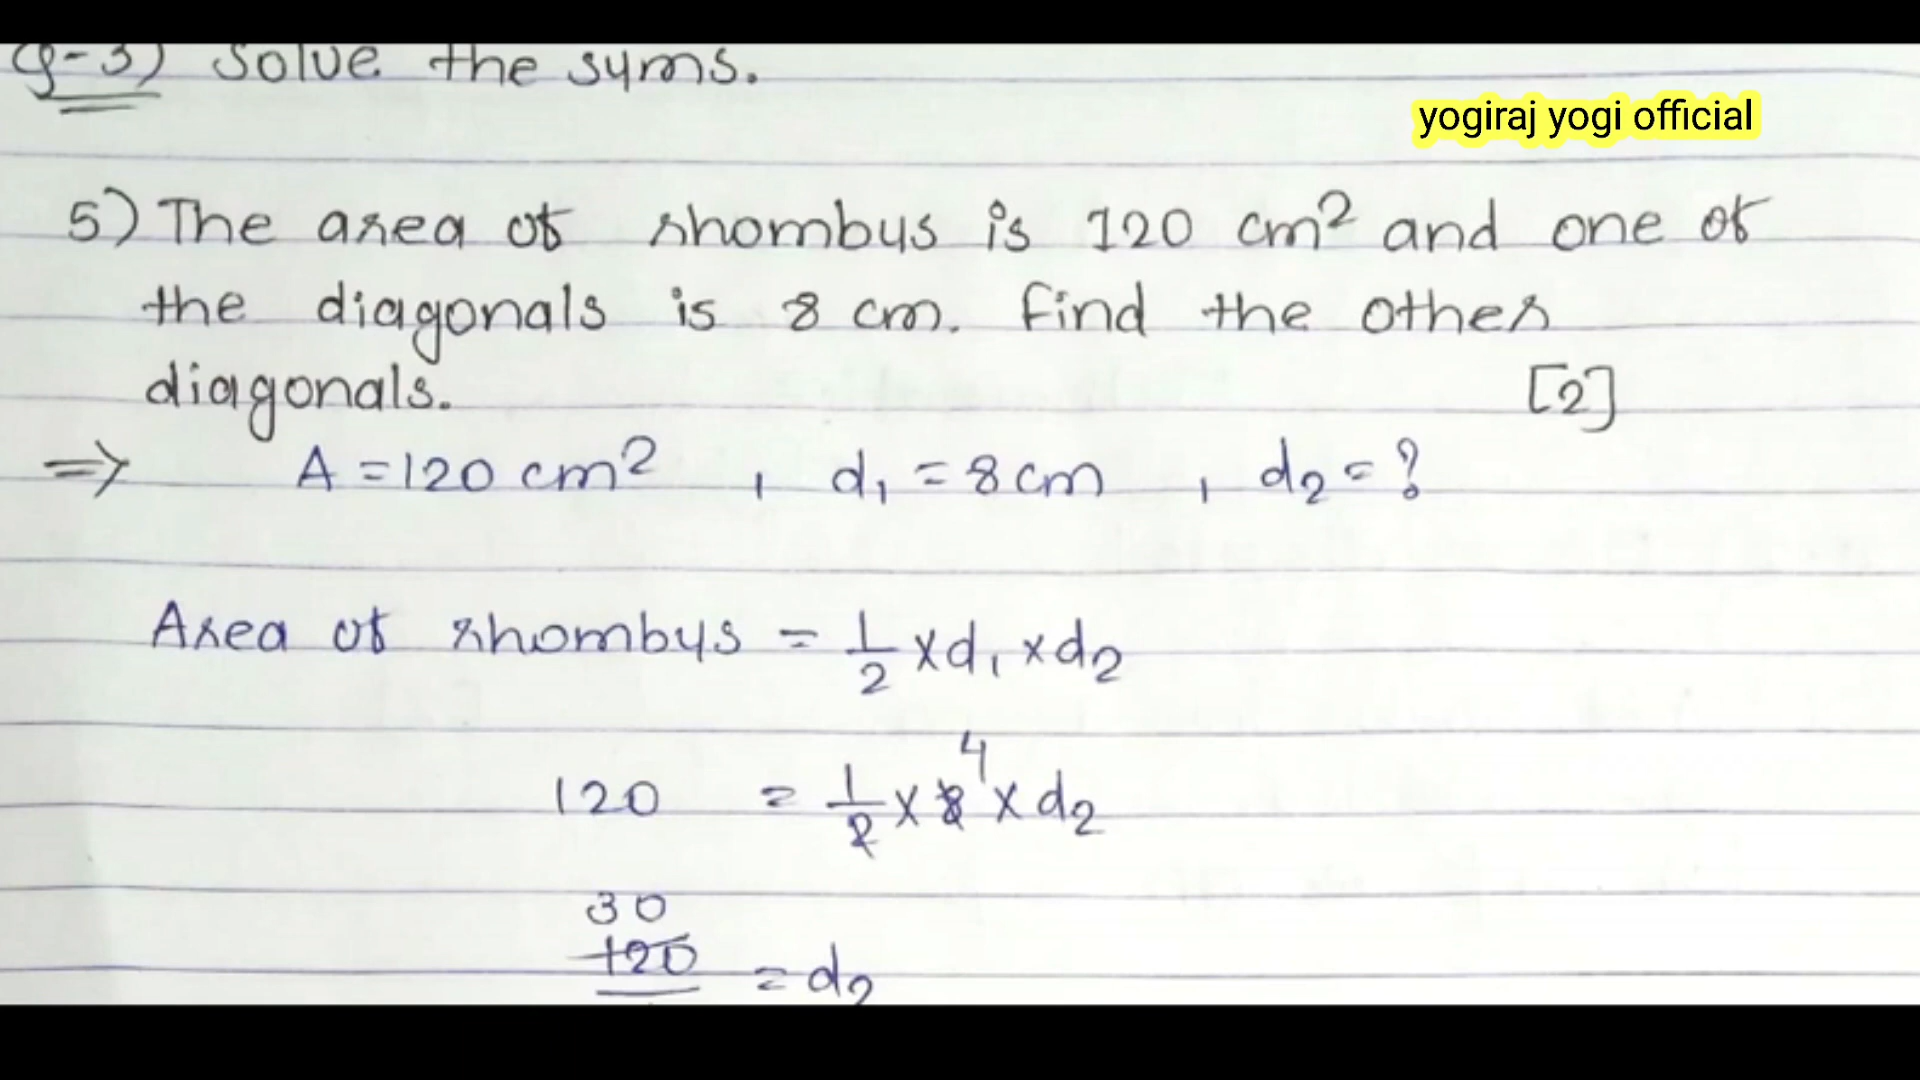 Q-3) Solve the sums.
yogiraj yogi official
5) The area of rhombus is 120 cm² and one of
the diagonals is 8 cm. Find the other
diagonals. [2]
⇒ A = 120 cm² , d₁ = 8 cm , d₂ = ?
Area of rhombus = 1/2 × d₁ × d₂
4
120 = 1/2 × 8 × d₂
30
120 = d₂